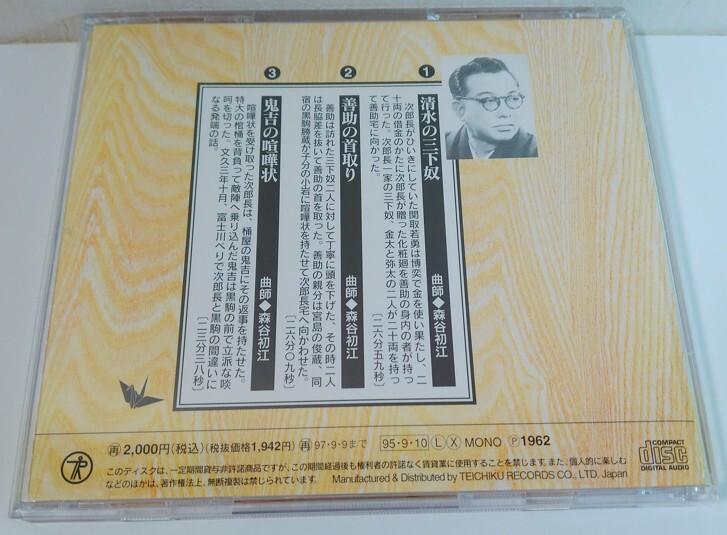 ❶
清水の三下奴
曲師◆森谷初江
次郎長がひいきにしていた関取若勇は博奕で金を使い果たし、二
十両の借金のかたに次郎長が贈った化粧廻を善助の身内の者が持っ
て行った。次郎長一家の三下奴、金太と弥太の二人が二十両を持っ
て善助宅に向かった。
〔二六分五九秒〕
❷
善助の首取り
曲師◆森谷初江
善助は訪れた三下奴二人に対して丁寧に頭を下げた、その時二人
は長脇差を抜いて善助の首を取った。善助の親分は宮島の俊蔵、同
宿の黒駒勝蔵が子分の小岩に喧嘩状を持たせて次郎長宅へ向かわせた。
〔二八分〇九秒〕
❸
鬼吉の喧嘩状
曲師◆森谷初江
喧嘩状を受け取った次郎長は、桶屋の鬼吉にその返事を持たせた。
特大の棺桶を背負って敵陣へ乗り込んだ鬼吉は黒駒の前で立派な啖
呵を切った。文久三年十月、富士川べりで次郎長と黒駒の間違いに
なる発端の話。
〔二三分三八秒〕
再 2,000円(税込)(税抜価格1,942円) 再 97・9・9まで
95・9・10 Ⓛ Ⓧ MONO Ⓟ1962
COMPACT
disc
DIGITAL AUDIO
このディスクは、一定期間貸与非許諾商品ですが、この期間経過後も権利者の許諾なく賃貸業に使用することを禁じます。また、個人的に楽しむ
などのほかは、著作権法上、無断複製は禁じられています。 Manufactured & Distributed by TEICHIKU RECORDS CO., LTD. Japan